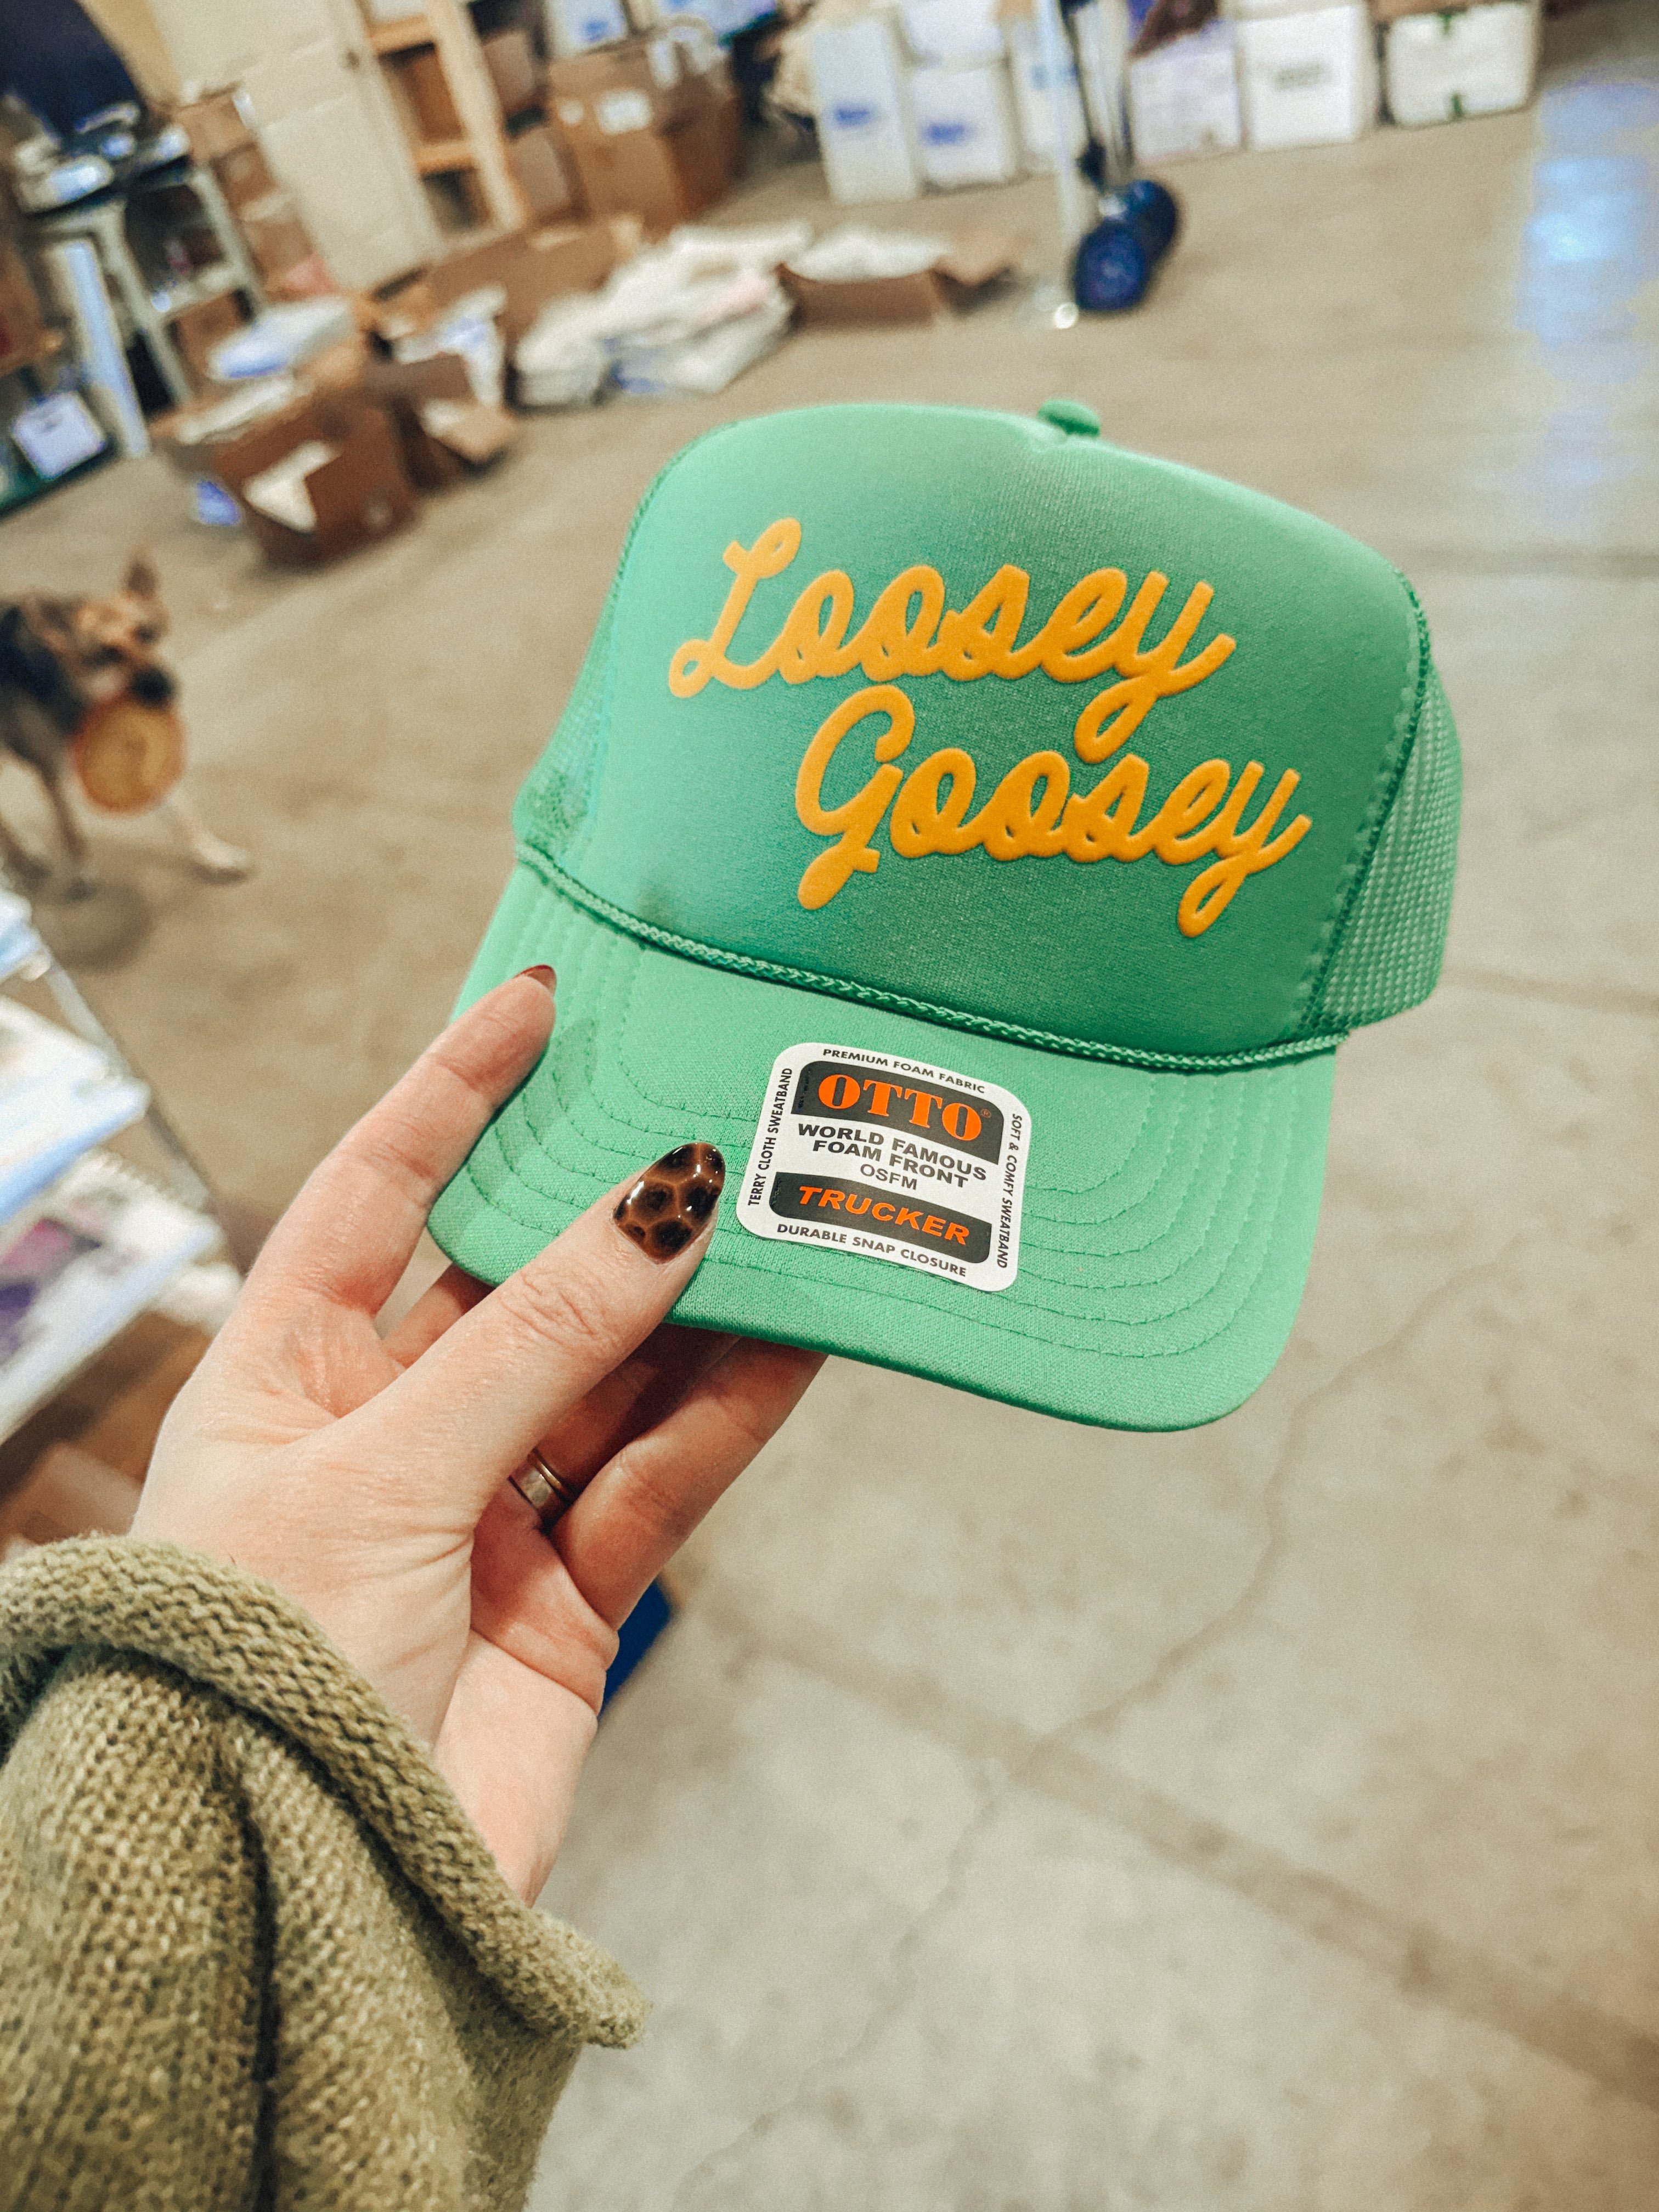 Loosey
Goosey
PREMIUM FOAM FABRIC
OTTO®
WORLD FAMOUS
FOAM FRONT
OSFM
TRUCKER
DURABLE SNAP CLOSURE
TERRY CLOTH SWEATBAND
SOFT & COMFY SWEATBAND